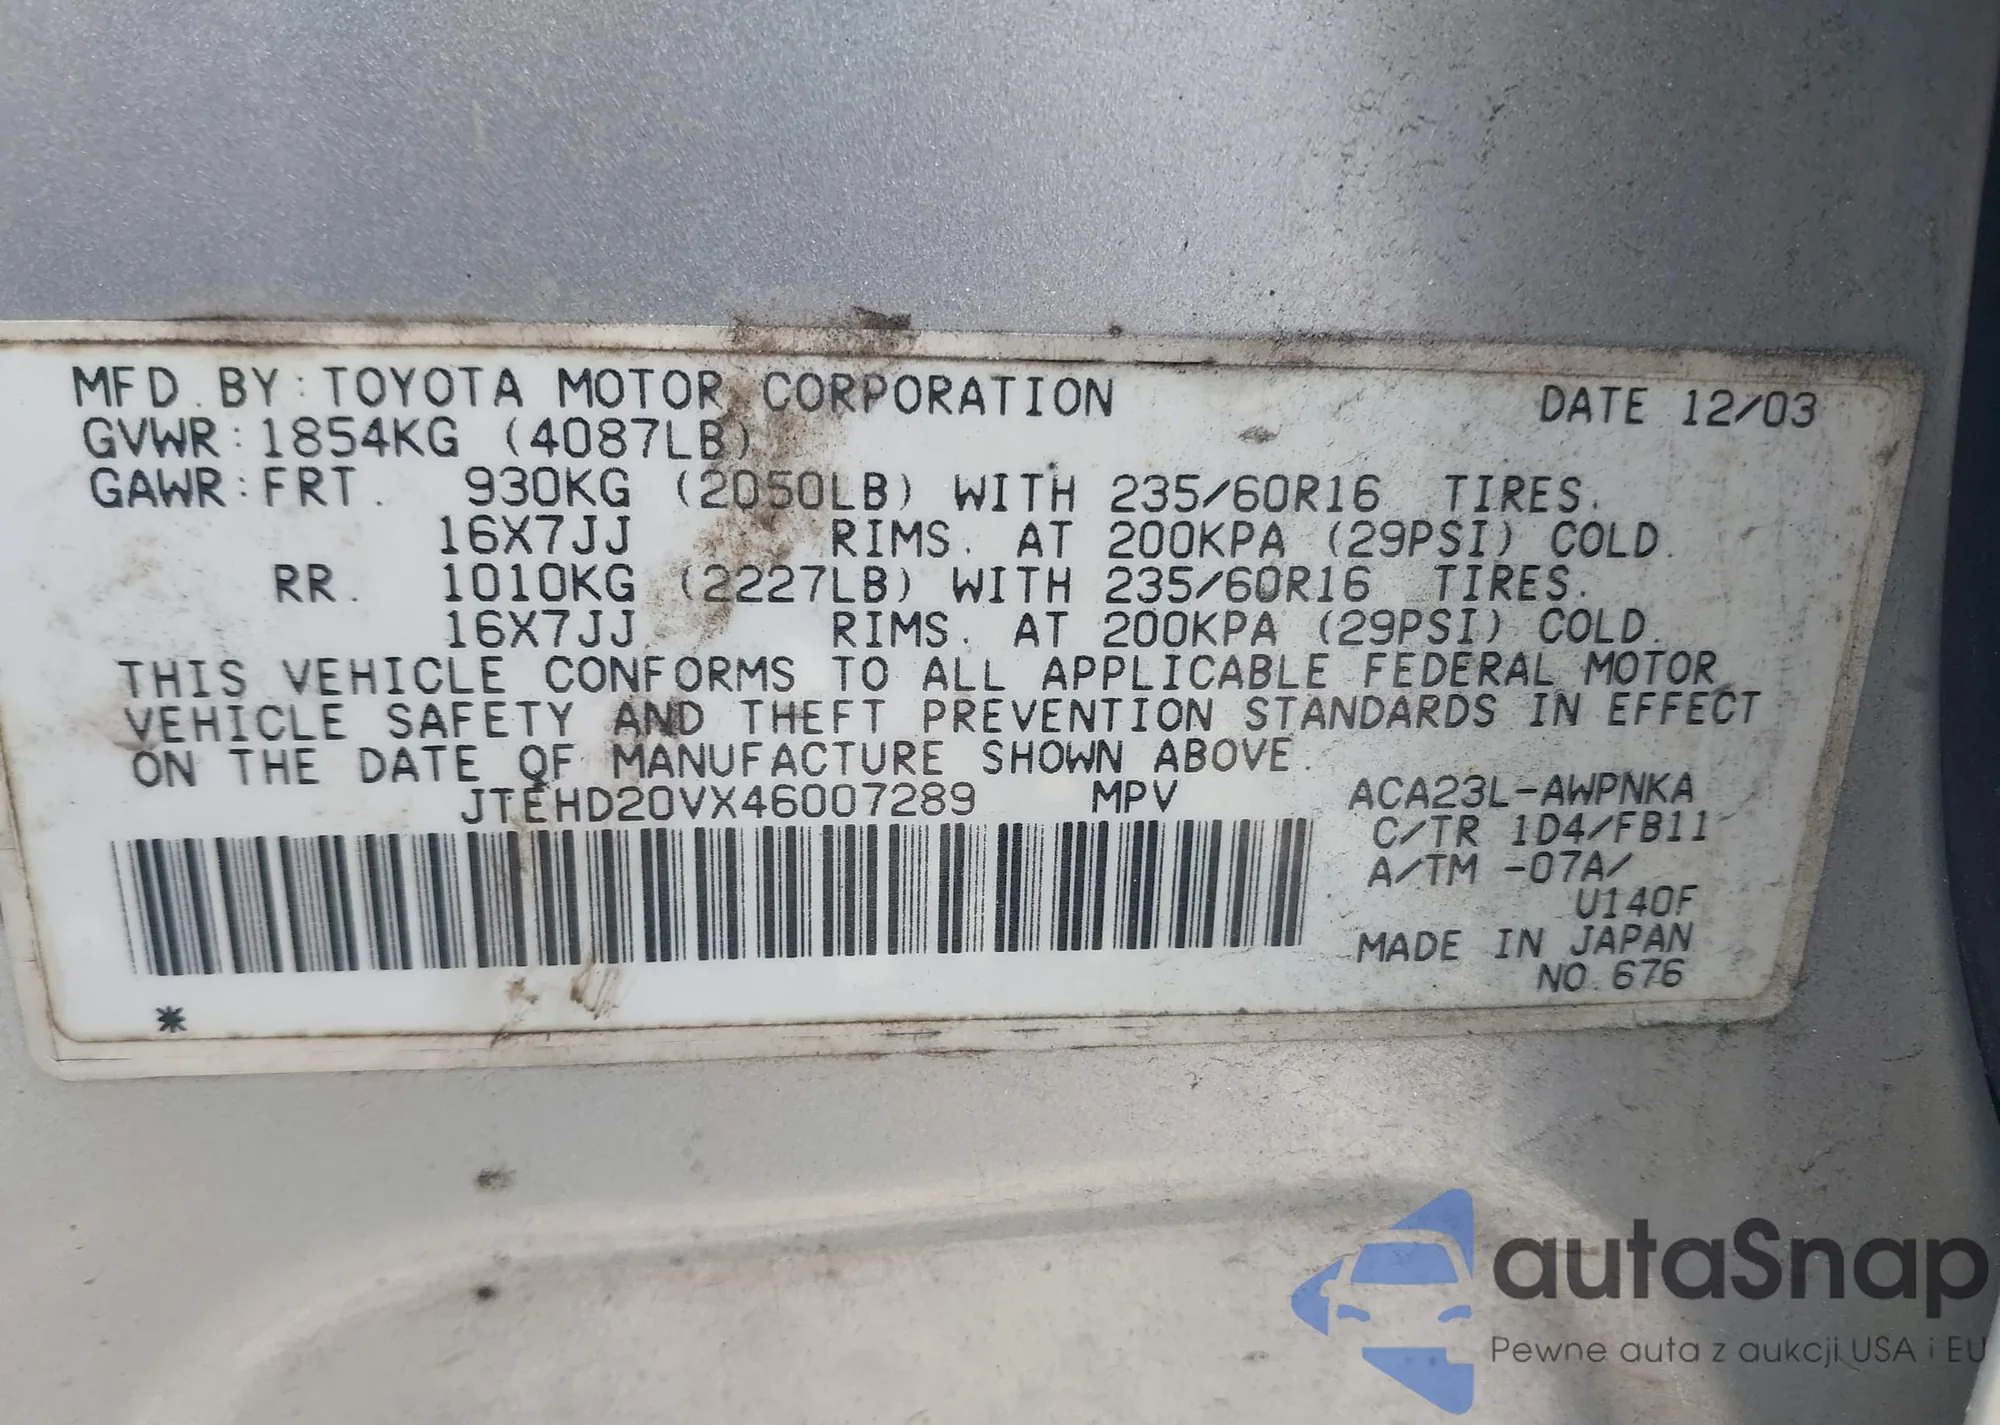 MFD. BY: TOYOTA MOTOR CORPORATION DATE 12/03
GVWR: 1854KG (4087LB)
GAWR: FRT. 930KG (2050LB) WITH 235/60R16 TIRES.
16X7JJ RIMS. AT 200KPA (29PSI) COLD.
RR. 1010KG (2227LB) WITH 235/60R16 TIRES.
16X7JJ RIMS. AT 200KPA (29PSI) COLD.
THIS VEHICLE CONFORMS TO ALL APPLICABLE FEDERAL MOTOR
VEHICLE SAFETY AND THEFT PREVENTION STANDARDS IN EFFECT
ON THE DATE OF MANUFACTURE SHOWN ABOVE.
JTEHD20VX46007289 MPV ACA23L-AWPNKA
C/TR 1D4/FB11
A/TM -07A/
U140F
MADE IN JAPAN
NO. 676
*
autaSnap
Pewne auta z aukcji USA i EU